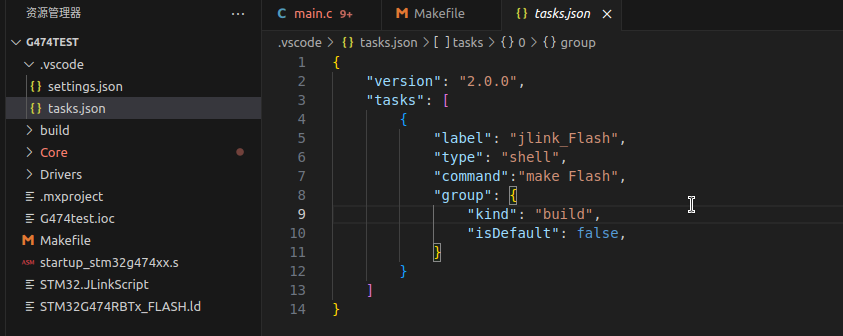 资源管理器
G474TEST
.vscode
settings.json
tasks.json
build
Core
Drivers
.mxproject
G474test.ioc
Makefile
startup_stm32g474xx.s
STM32.JLinkScript
STM32G474RBTx_FLASH.ld
C main.c 9+
M Makefile
{} tasks.json
.vscode > {} tasks.json > [ ] tasks > {} 0 > {} group
1 {
2 "version": "2.0.0",
3 "tasks": [
4 {
5 "label": "jlink_Flash",
6 "type": "shell",
7 "command":"make Flash",
8 "group": {
9 "kind": "build",
10 "isDefault": false,
11 }
12 }
13 ]
14 }